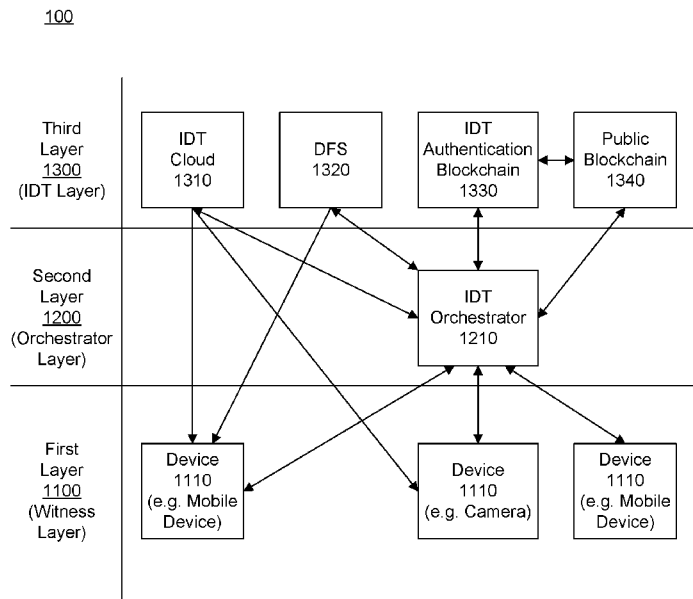 100
Third
Layer
1300
(IDT Layer)
IDT
Cloud
1310
DFS
1320
IDT
Authentication
Blockchain
1330
Public
Blockchain
1340
Second
Layer
1200
(Orchestrator
Layer)
IDT
Orchestrator
1210
First
Layer
1100
(Witness
Layer)
Device
1110
(e.g. Mobile
Device)
Device
1110
(e.g. Camera)
Device
1110
(e.g. Mobile
Device)